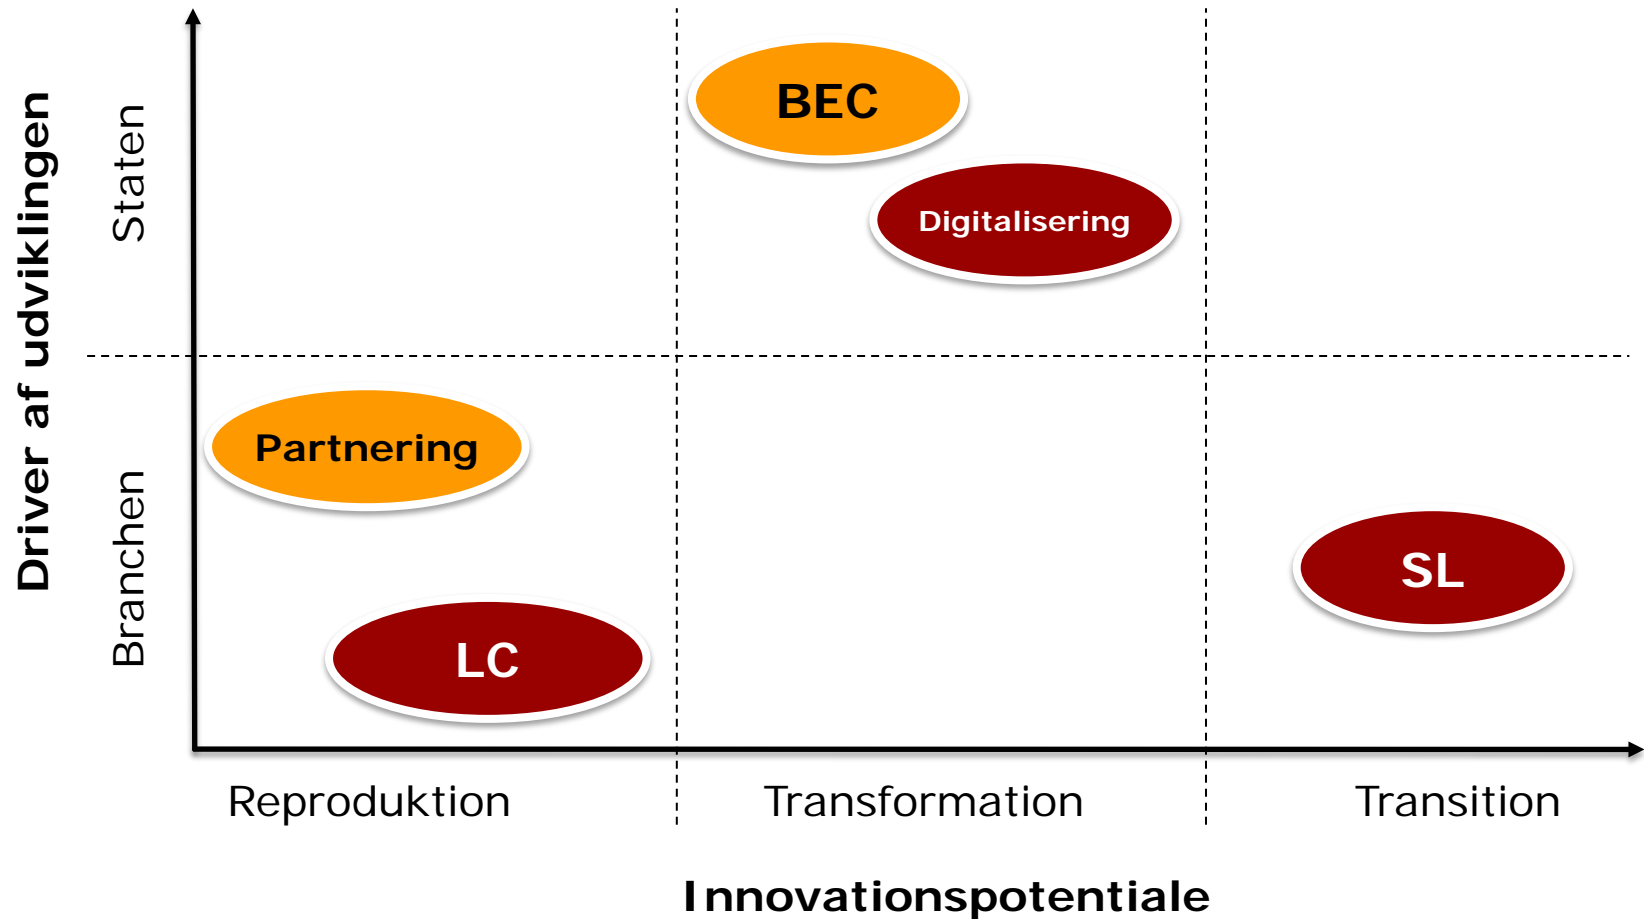 Driver af udviklingen
Staten
Branchen
BEC
Digitalisering
Partnering
SL
LC
Reproduktion
Transformation
Transition
Innovationspotentiale